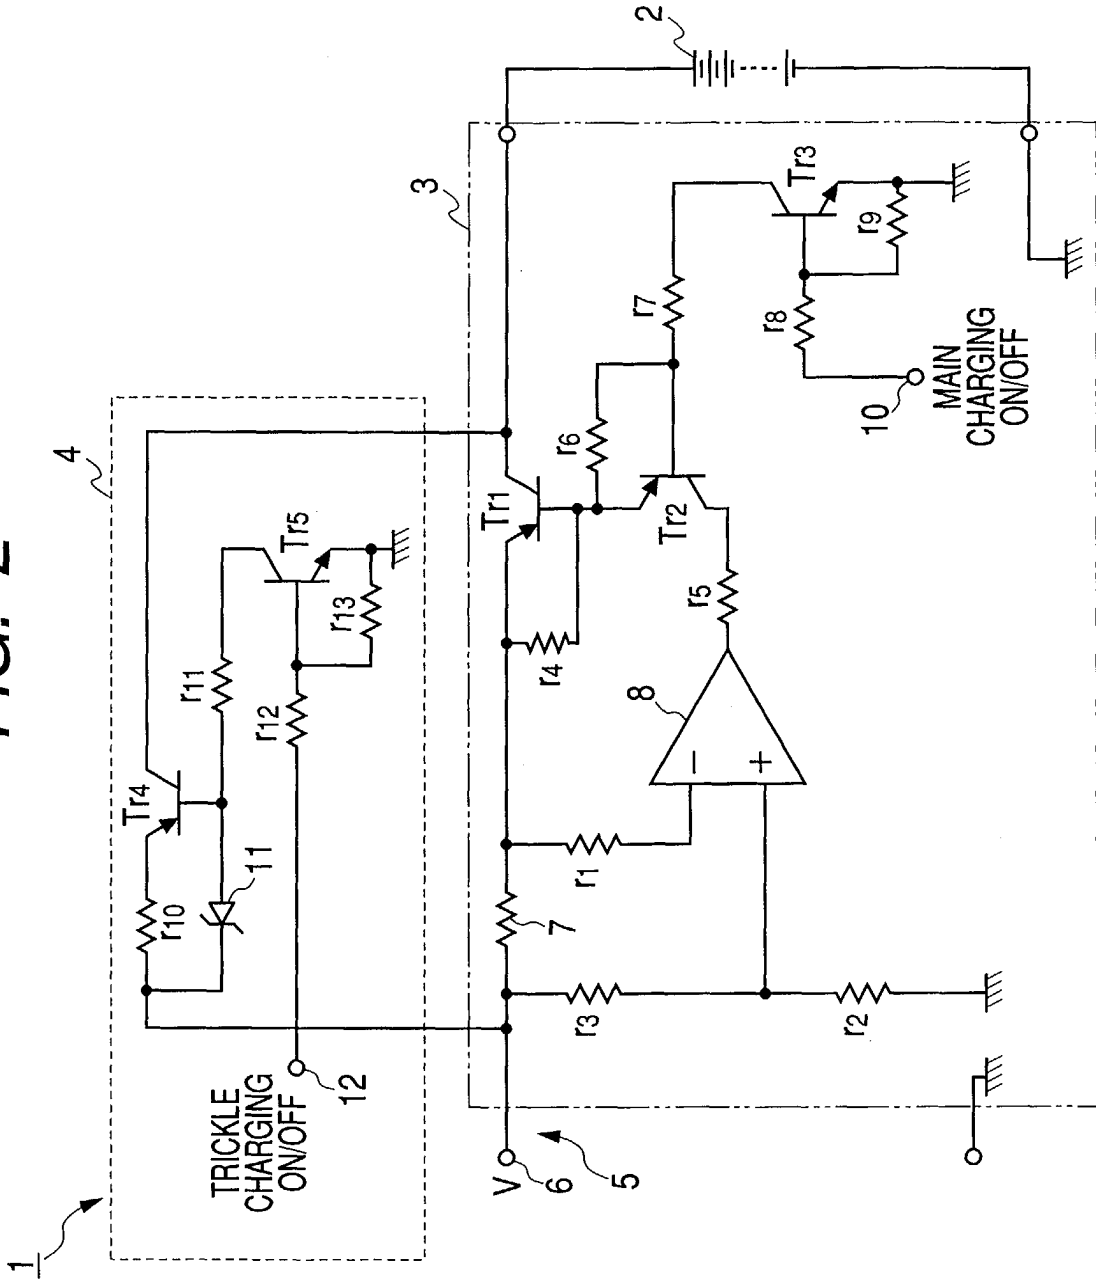 FIG. 2
1
4
TRICKLE
CHARGING
ON/OFF
12
r10
11
Tr4
r11
r12
Tr5
r13
3
V
6
5
7
r3
r2
r1
8
−
+
r4
r5
Tr1
Tr2
r6
r7
r8
r9
Tr3
10
MAIN
CHARGING
ON/OFF
2